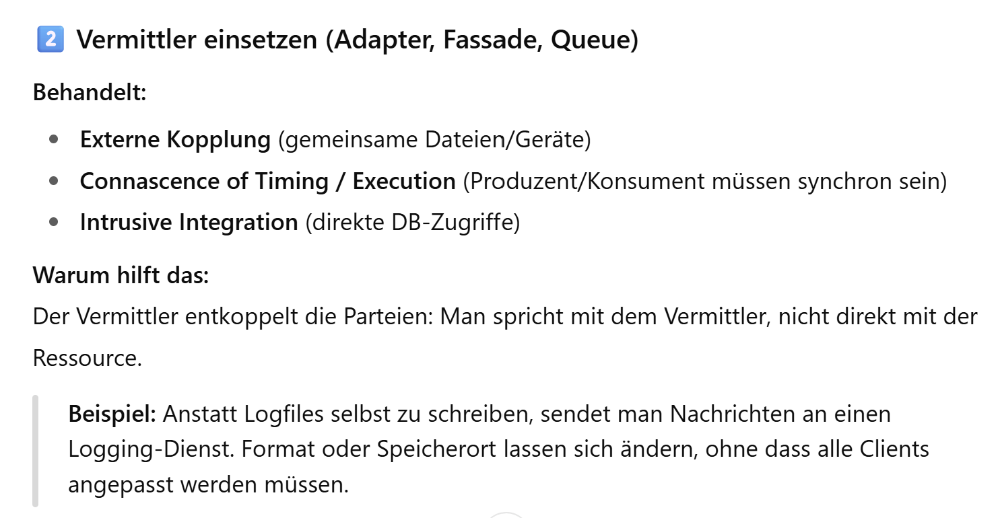 2 Vermittler einsetzen (Adapter, Fassade, Queue)
Behandelt:
• Externe Kopplung (gemeinsame Dateien/Geräte)
• Connascence of Timing / Execution (Produzent/Konsument müssen synchron sein)
• Intrusive Integration (direkte DB-Zugriffe)
Warum hilft das:
Der Vermittler entkoppelt die Parteien: Man spricht mit dem Vermittler, nicht direkt mit der
Ressource.
Beispiel: Anstatt Logfiles selbst zu schreiben, sendet man Nachrichten an einen
Logging-Dienst. Format oder Speicherort lassen sich ändern, ohne dass alle Clients
angepasst werden müssen.